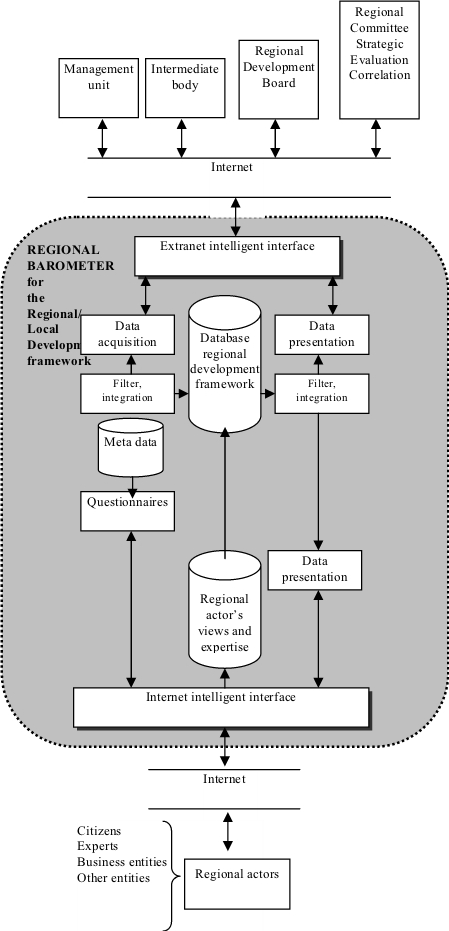 Regional
Committee
Strategic
Evaluation
Correlation
Regional
Development
Board
Management
unit
Intermediate
body
Internet
Extranet intelligent interface
REGIONAL
BAROMETER
for
the
Regional/
Local
Developm
framework
Data
acquisition
Database
regional
development
framework
Data
presentation
Filter,
integration
Filter,
integration
Meta data
Questionnaires
Data
presentation
Regional
actor's
views and
expertise
Internet intelligent interface
Internet
Citizens
Experts
Business entities
Other entities
Regional actors